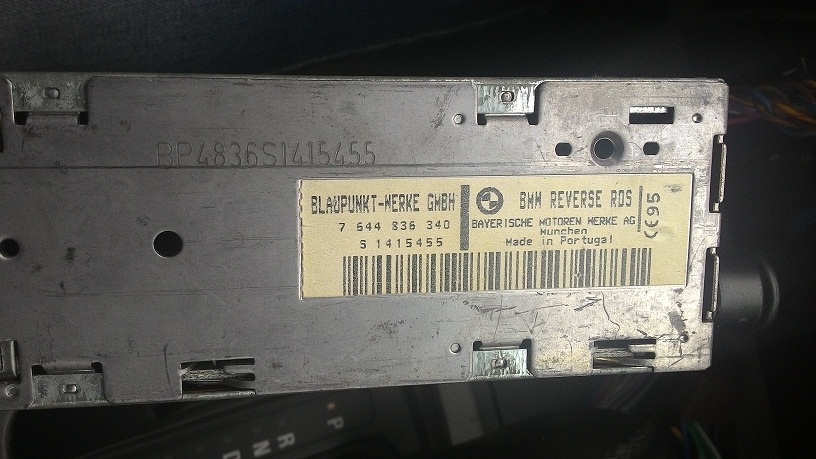 BP4836S1415455
BLAUPUNKT-WERKE GMBH
7 644 836 340
S 1415455
BMW REVERSE RDS
BAYERISCHE MOTOREN WERKE AG
Munchen
Made in Portugal
CE95
P
R
N
D